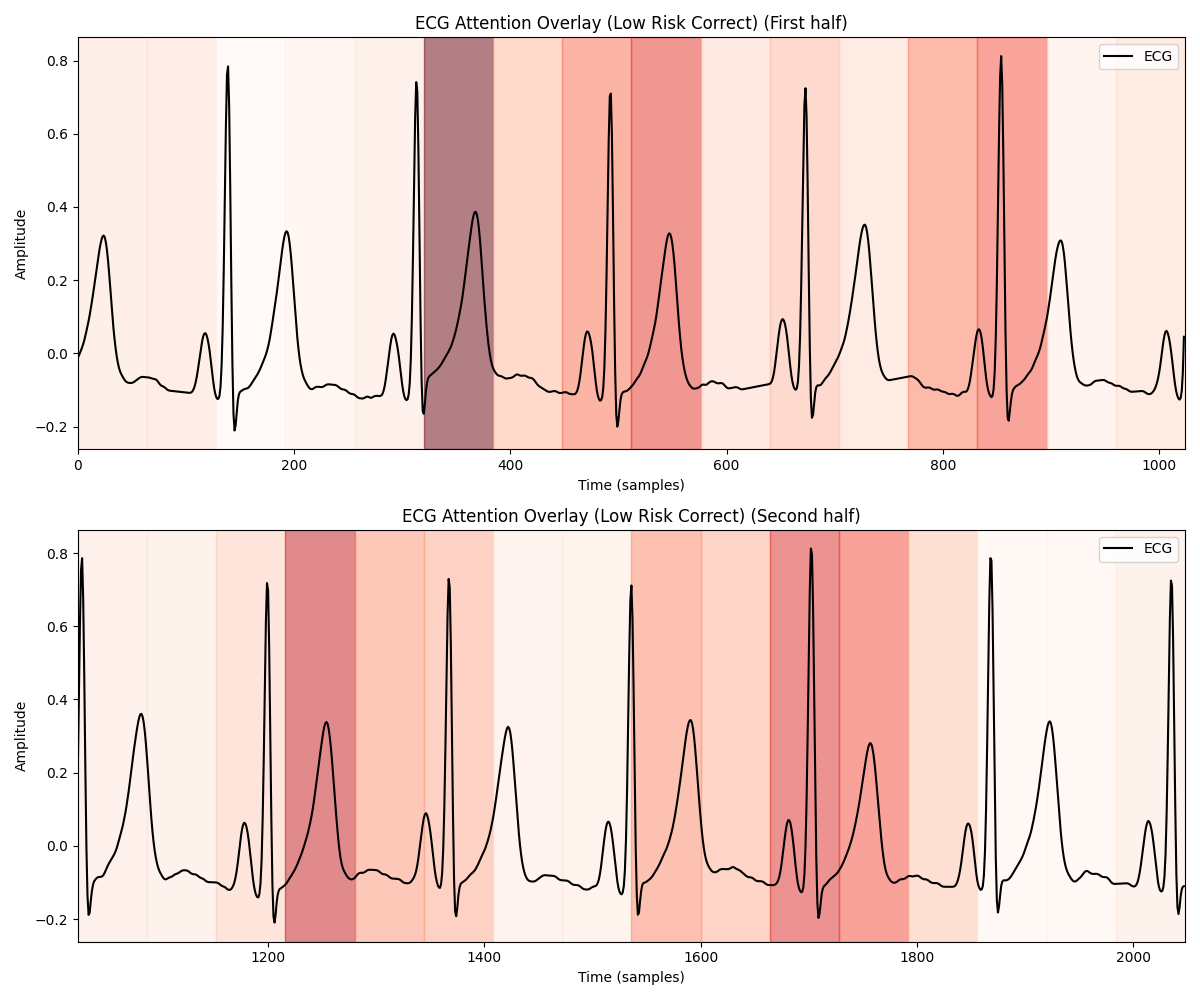 ECG Attention Overlay (Low Risk Correct) (First half)
ECG
0.8
0.6
0.4
0.2
0.0
−0.2
Amplitude
0 200 400 600 800 1000
Time (samples)
ECG Attention Overlay (Low Risk Correct) (Second half)
ECG
0.8
0.6
0.4
0.2
0.0
−0.2
Amplitude
1200 1400 1600 1800 2000
Time (samples)